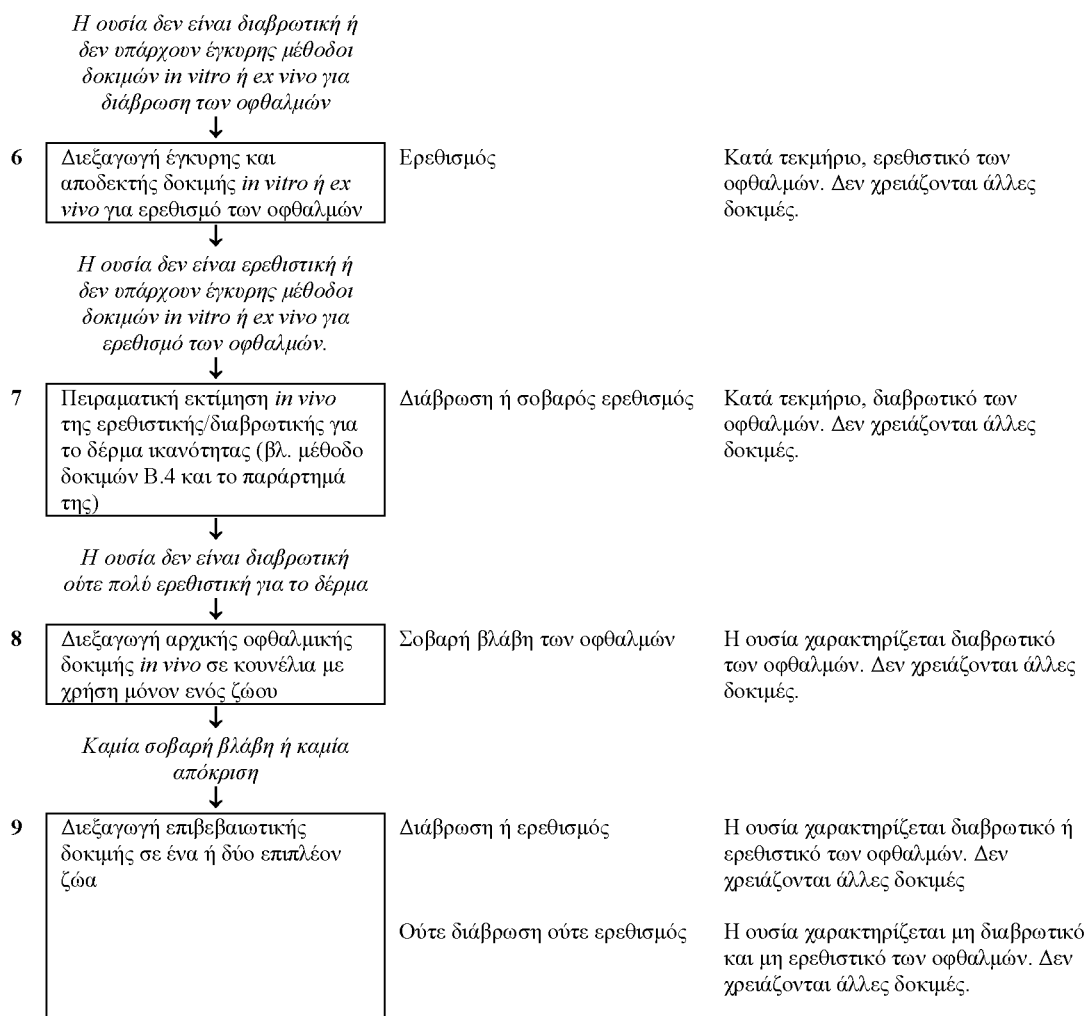 Η ουσία δεν είναι διαβρωτική ή
δεν υπάρχουν έγκυρης μέθοδοι
δοκιμών in vitro ή ex vivo για
διάβρωση των οφθαλμών
↓
6 Διεξαγωγή έγκυρης και Ερεθισμός Κατά τεκμήριο, ερεθιστικό των
αποδεκτής δοκιμής in vitro ή ex οφθαλμών. Δεν χρειάζονται άλλες
vivo για ερεθισμό των οφθαλμών δοκιμές.
↓
Η ουσία δεν είναι ερεθιστική ή
δεν υπάρχουν έγκυρης μέθοδοι
δοκιμών in vitro ή ex vivo για
ερεθισμό των οφθαλμών.
↓
7 Πειραματική εκτίμηση in vivo Διάβρωση ή σοβαρός ερεθισμός Κατά τεκμήριο, διαβρωτικό των
της ερεθιστικής/διαβρωτικής για οφθαλμών. Δεν χρειάζονται άλλες
το δέρμα ικανότητας (βλ. μέθοδο δοκιμές.
δοκιμών B.4 και το παράρτημά
της)
↓
Η ουσία δεν είναι διαβρωτική
ούτε πολύ ερεθιστική για το δέρμα
↓
8 Διεξαγωγή αρχικής οφθαλμικής Σοβαρή βλάβη των οφθαλμών Η ουσία χαρακτηρίζεται διαβρωτικό
δοκιμής in vivo σε κουνέλια με των οφθαλμών. Δεν χρειάζονται άλλες
χρήση μόνον ενός ζώου δοκιμές.
↓
Καμία σοβαρή βλάβη ή καμία
απόκριση
↓
9 Διεξαγωγή επιβεβαιωτικής Διάβρωση ή ερεθισμός Η ουσία χαρακτηρίζεται διαβρωτικό ή
δοκιμής σε ένα ή δύο επιπλέον ερεθιστικό των οφθαλμών. Δεν
ζώα χρειάζονται άλλες δοκιμές
Ούτε διάβρωση ούτε ερεθισμός Η ουσία χαρακτηρίζεται μη διαβρωτικό
και μη ερεθιστικό των οφθαλμών. Δεν
χρειάζονται άλλες δοκιμές.